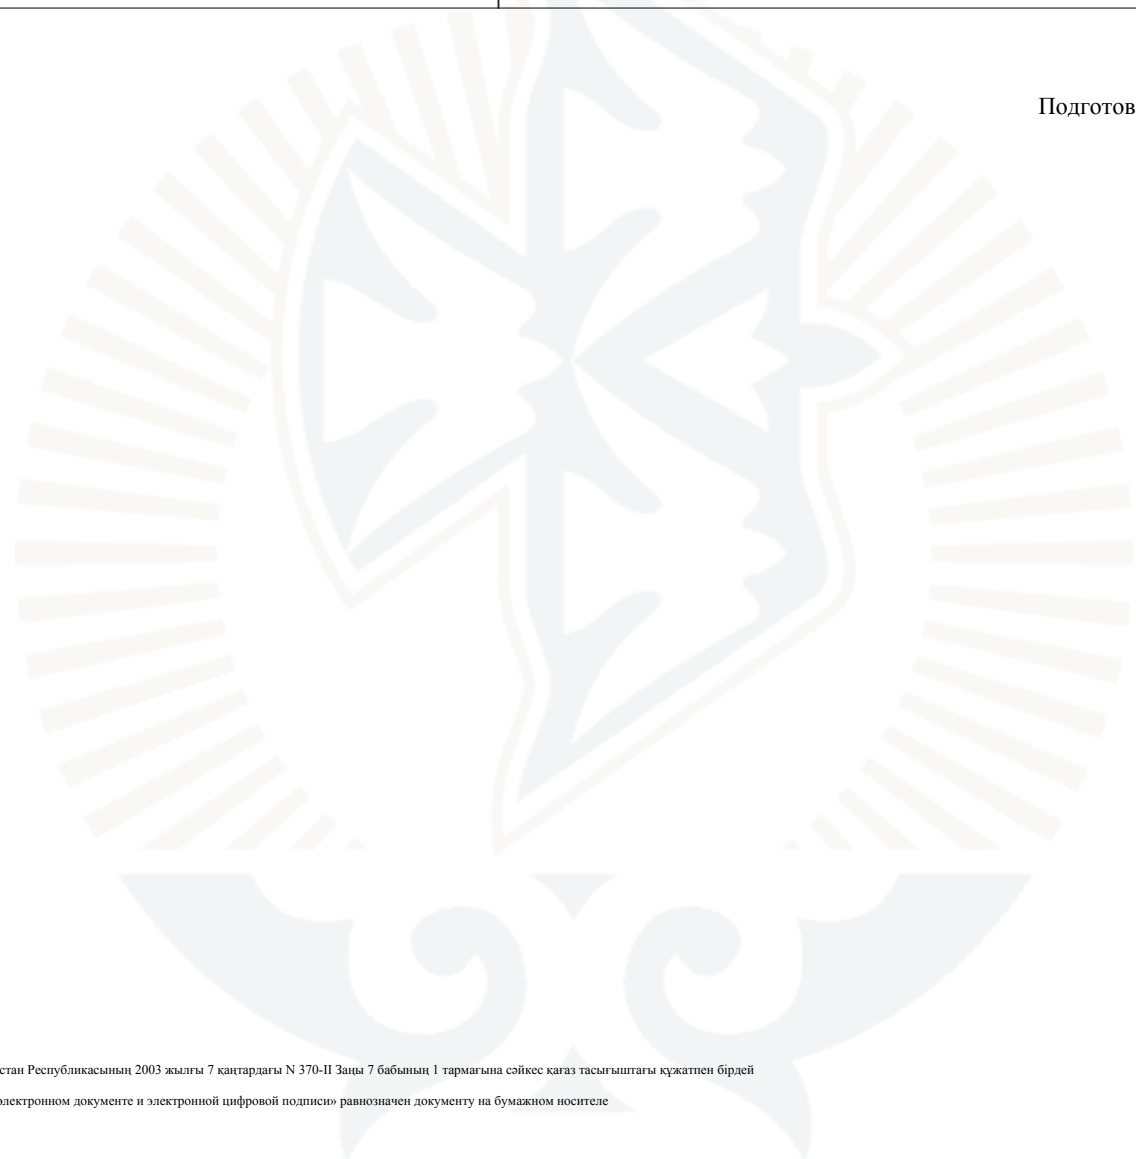 Подготов
стан Республикасының 2003 жылғы 7 қаңтардағы N 370-II Заңы 7 бабының 1 тармағына сәйкес қағаз тасығыштағы құжатпен бірдей
электронном документе и электронной цифровой подписи» равнозначен документу на бумажном носителе